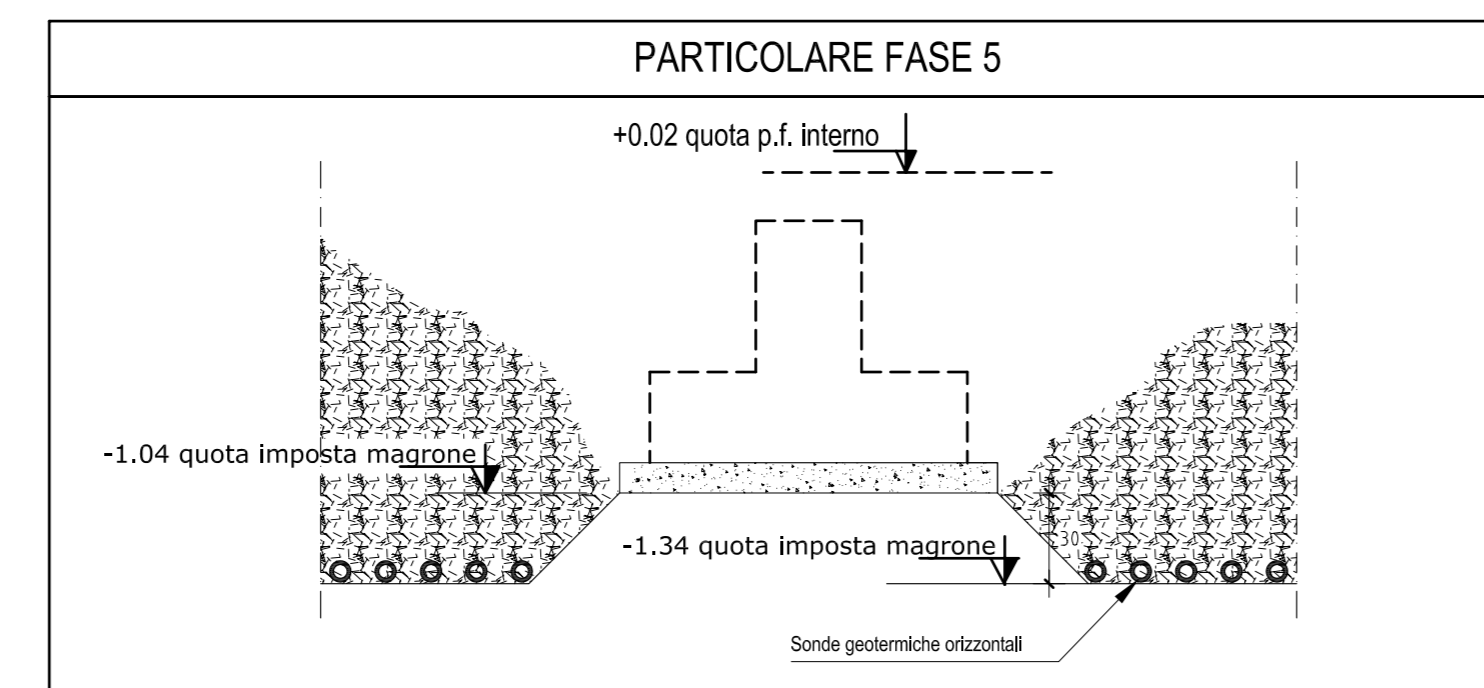 PARTICOLARE FASE 5
+0.02 quota p.f. interno
-1.04 quota imposta magrone
-1.34 quota imposta magrone
30
Sonde geotermiche orizzontali